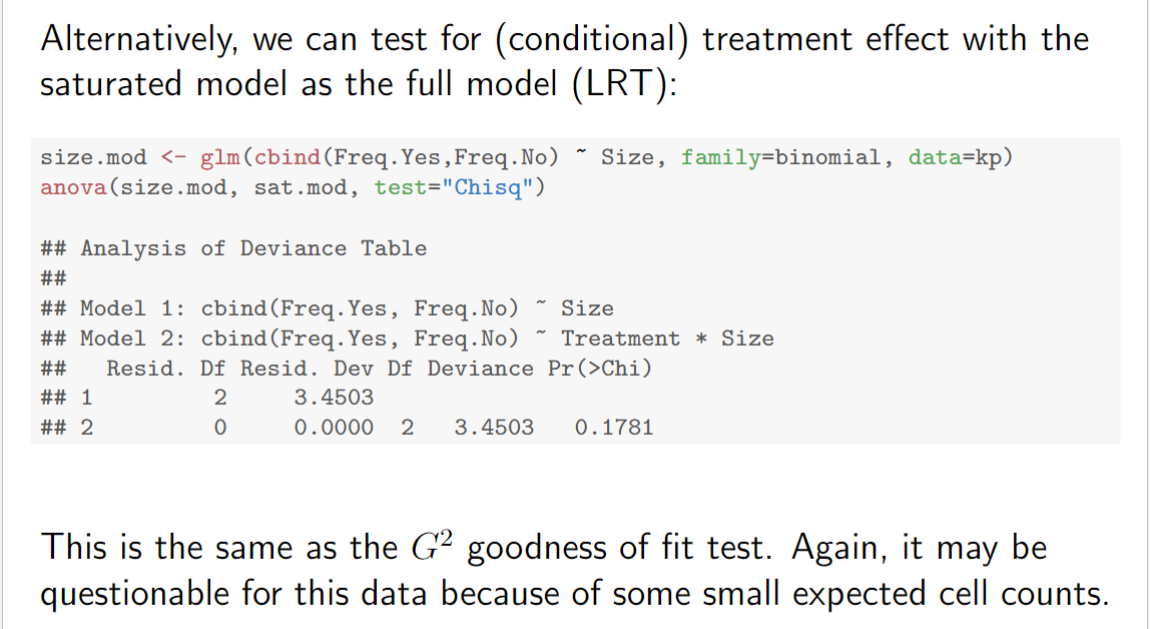 Alternatively, we can test for (conditional) treatment effect with the
saturated model as the full model (LRT):
size.mod <- glm(cbind(Freq.Yes,Freq.No) ~ Size, family=binomial, data=kp)
anova(size.mod, sat.mod, test="Chisq")
## Analysis of Deviance Table
##
## Model 1: cbind(Freq.Yes, Freq.No) ~ Size
## Model 2: cbind(Freq.Yes, Freq.No) ~ Treatment * Size
##   Resid. Df Resid. Dev Df Deviance Pr(>Chi)
## 1         2     3.4503
## 2         0     0.0000  2   3.4503   0.1781
This is the same as the G² goodness of fit test. Again, it may be
questionable for this data because of some small expected cell counts.